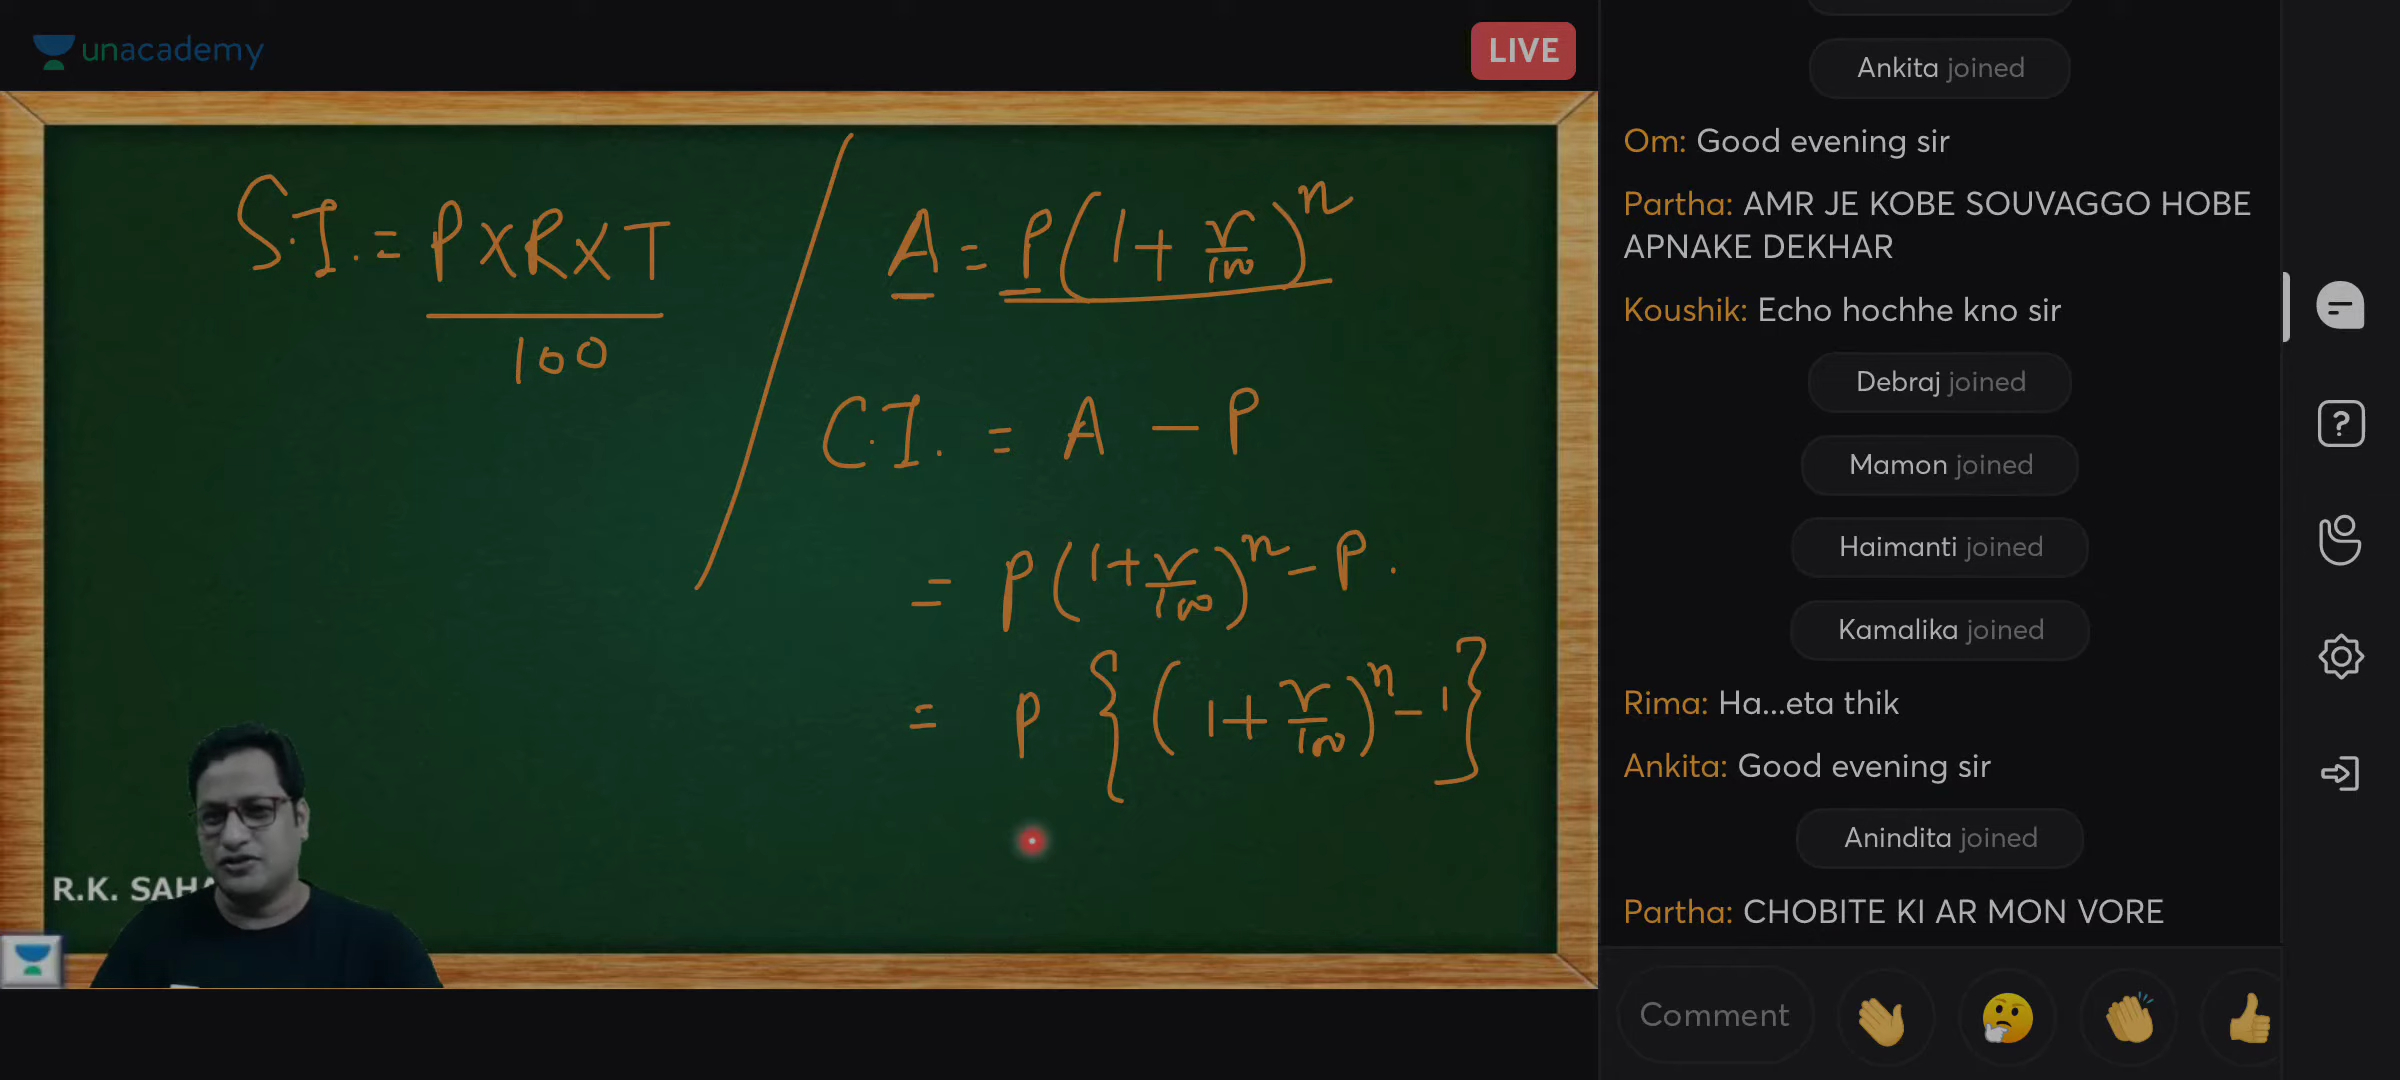 unacademy
LIVE
S.I. = P×R×T
100
A = P(1 + r/100)^n
C.I. = A − P
= P(1 + r/100)^n − P.
= P {(1 + r/100)^n − 1}
R.K. SAHA
Ankita joined
Om: Good evening sir
Partha: AMR JE KOBE SOUVAGGO HOBE
APNAKE DEKHAR
Koushik: Echo hochhe kno sir
Debraj joined
Mamon joined
Haimanti joined
Kamalika joined
Rima: Ha...eta thik
Ankita: Good evening sir
Anindita joined
Partha: CHOBITE KI AR MON VORE
Comment